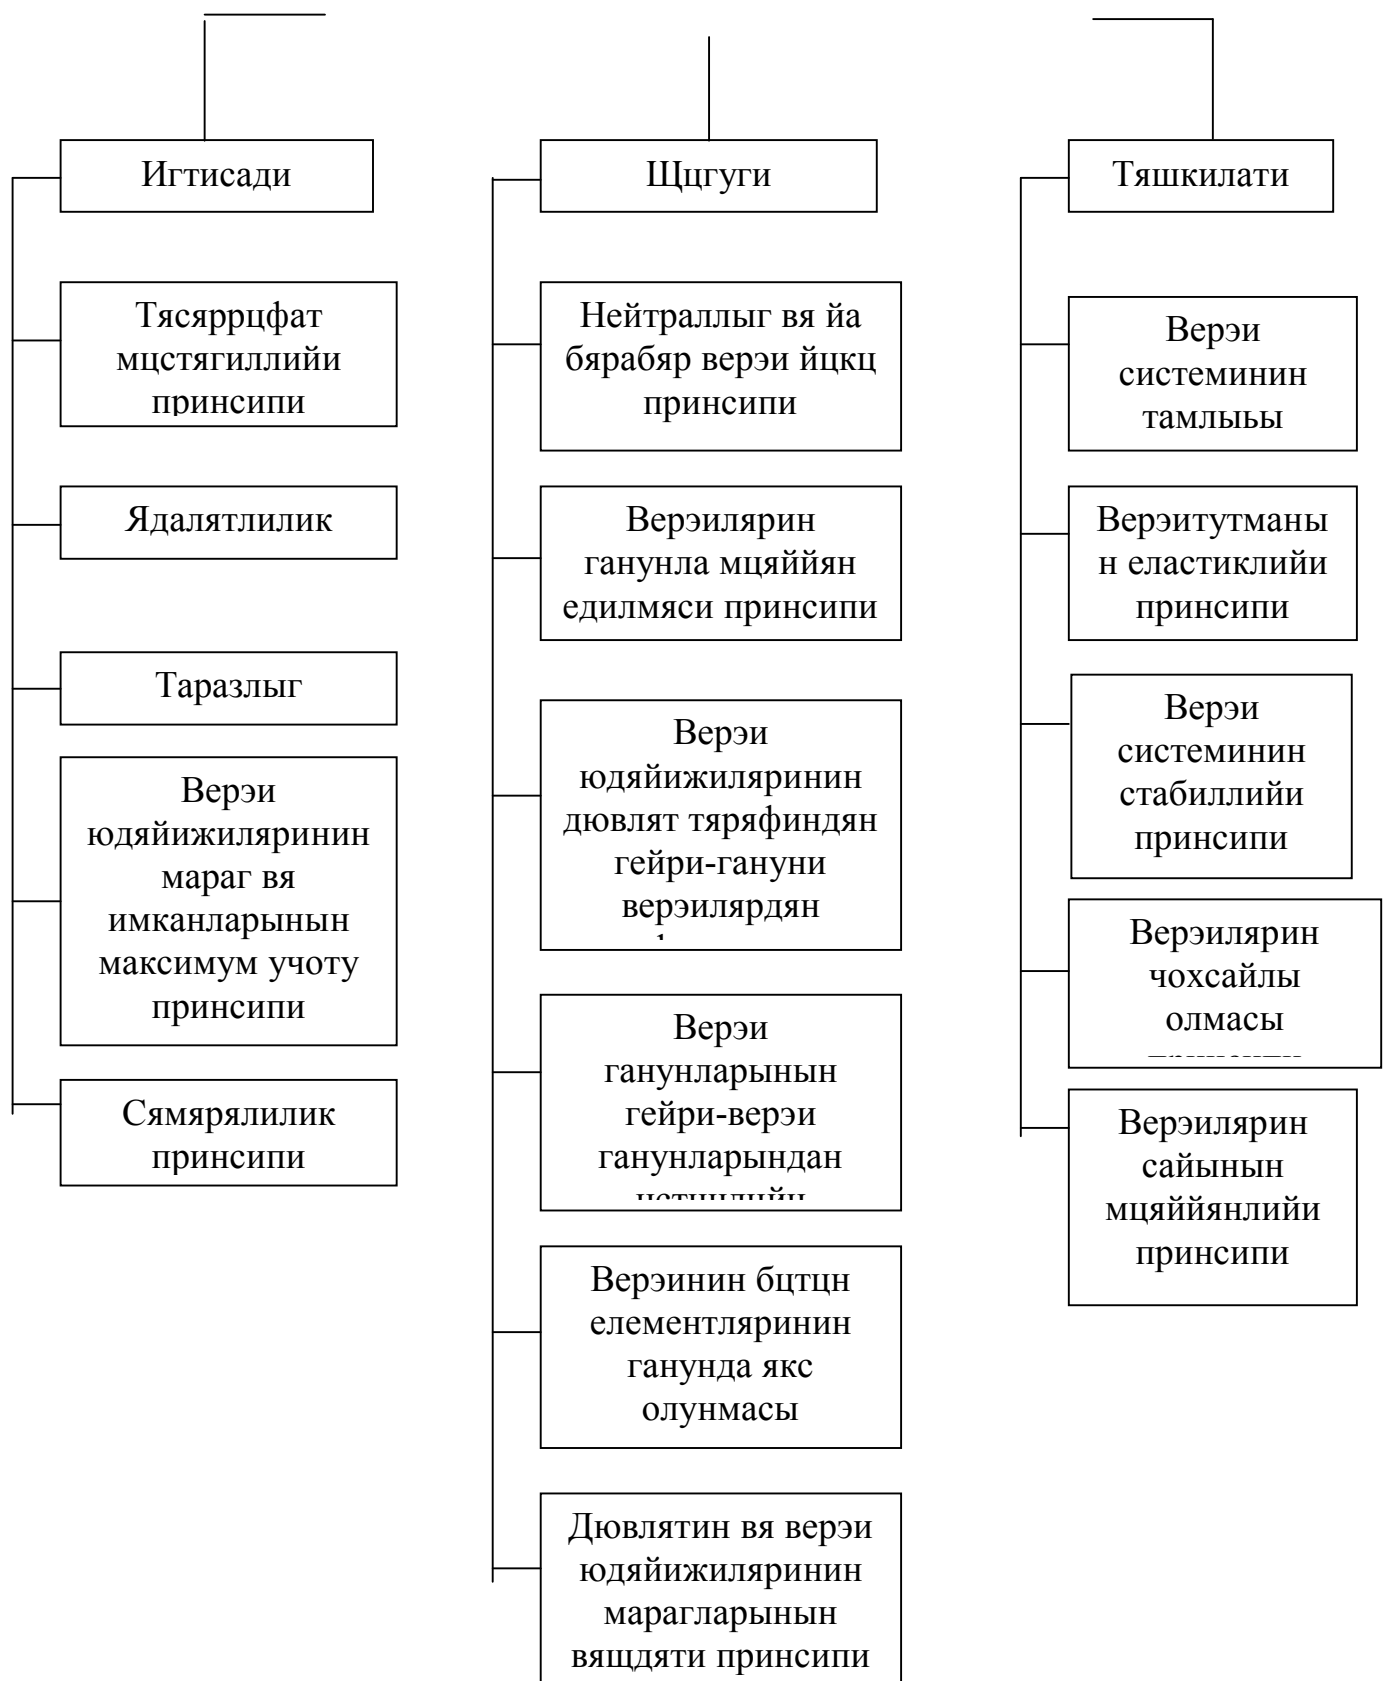 Игтисади
Тясяррцфат
мцстягиллийи
принсипи
Ядалятлилик
Таразлыг
Верэи
юдяйижиляринин
мараг вя
имканларынын
максимум учоту
принсипи
Сямярялилик
принсипи
Щцгуги
Нейтраллыг вя йа
бярабяр верэи йцкц
принсипи
Верэилярин
ганунла мцяййян
едилмяси принсипи
Верэи
юдяйижиляринин
дювлят тяряфиндян
гейри-гануни
верэилярдян
Верэи
ганунларынын
гейри-верэи
ганунларындан
Верэинин бцтцн
елементляринин
ганунда якс
олунмасы
Дювлятин вя верэи
юдяйижиляринин
марагларынын
вящдяти принсипи
Тяшкилати
Верэи
системинин
тамлыьы
Верэитутманы
н еластиклийи
принсипи
Верэи
системинин
стабиллийи
принсипи
Верэилярин
чохсайлы
олмасы
Верэилярин
сайынын
мцяййянлийи
принсипи